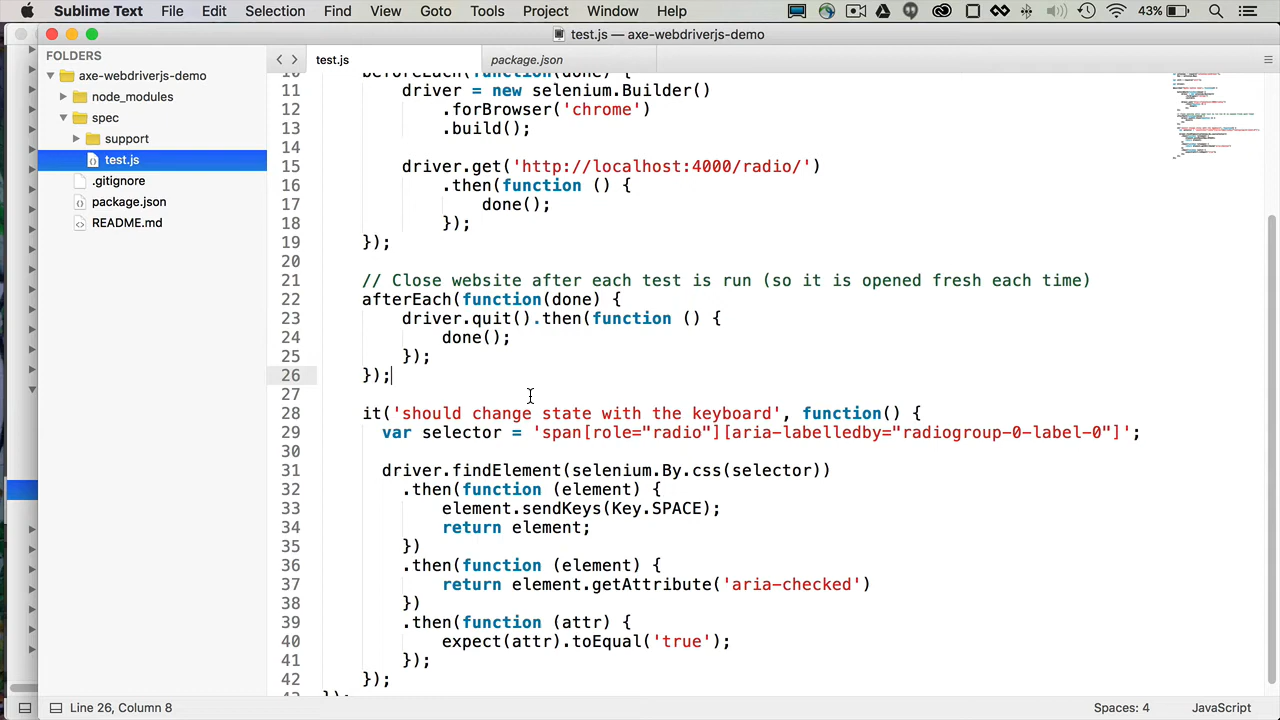 Sublime Text File Edit Selection Find View Goto Tools Project Window Help 43%
test.js — axe-webdriverjs-demo
FOLDERS
axe-webdriverjs-demo
node_modules
spec
support
test.js
.gitignore
package.json
README.md
test.js package.json
10 beforeEach(function(done) {
11 driver = new selenium.Builder()
12 .forBrowser('chrome')
13 .build();
14
15 driver.get('http://localhost:4000/radio/')
16 .then(function () {
17 done();
18 });
19 });
20
21 // Close website after each test is run (so it is opened fresh each time)
22 afterEach(function(done) {
23 driver.quit().then(function () {
24 done();
25 });
26 });
27
28 it('should change state with the keyboard', function() {
29 var selector = 'span[role="radio"][aria-labelledby="radiogroup-0-label-0"]';
30
31 driver.findElement(selenium.By.css(selector))
32 .then(function (element) {
33 element.sendKeys(Key.SPACE);
34 return element;
35 })
36 .then(function (element) {
37 return element.getAttribute('aria-checked')
38 })
39 .then(function (attr) {
40 expect(attr).toEqual('true');
41 });
42 });
43 });
Line 26, Column 8 Spaces: 4 JavaScript